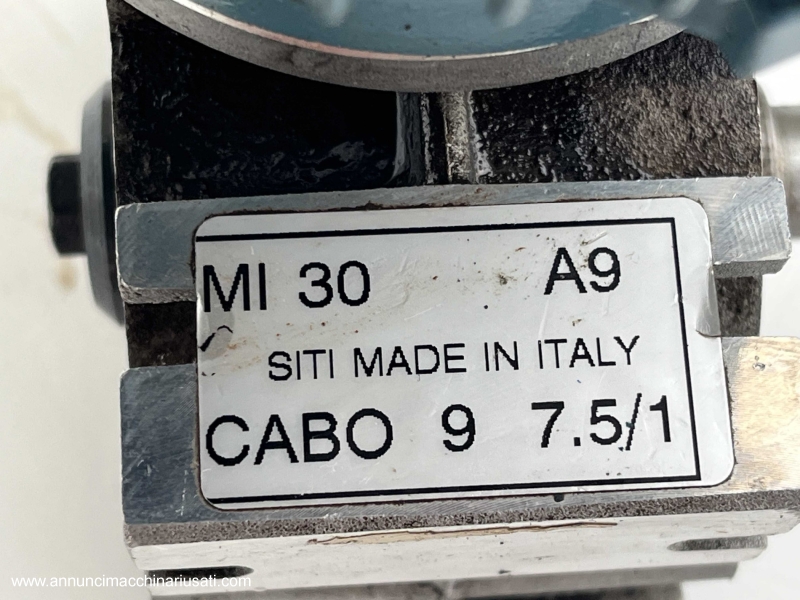 MI 30 A9
SITI MADE IN ITALY
CABO 9 7.5/1
www.annuncimacchinariusati.com